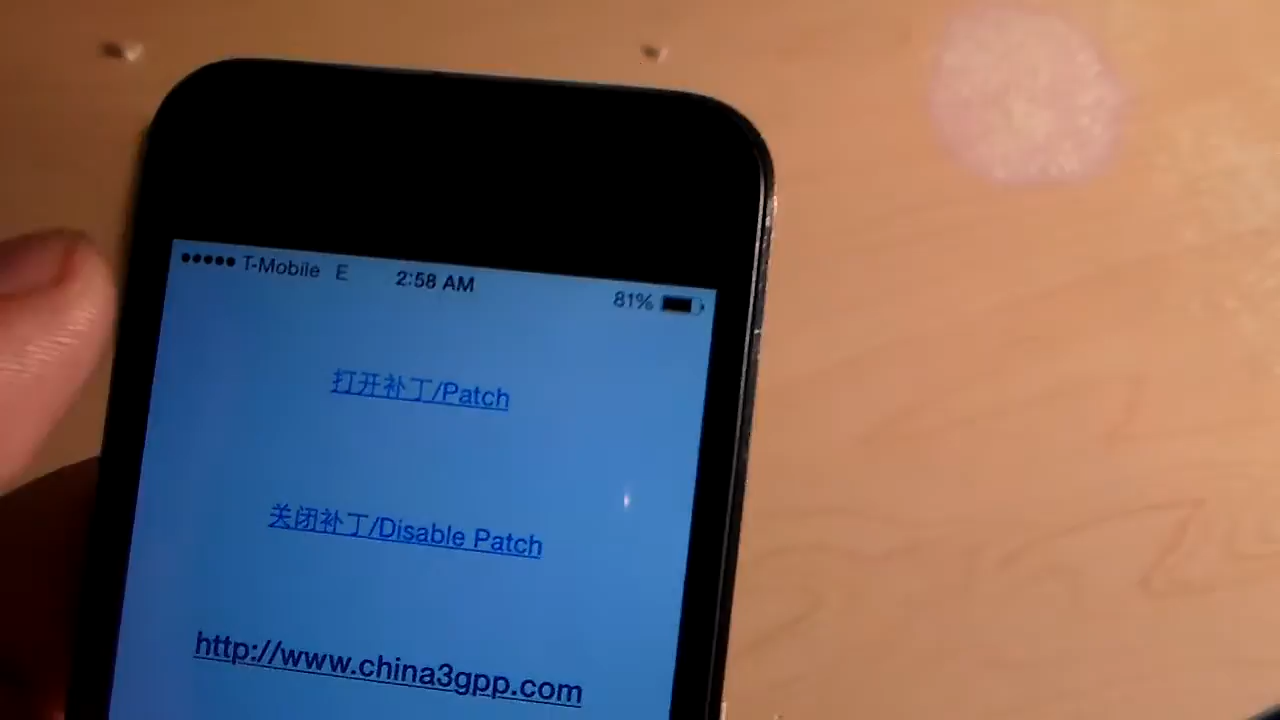 ●●●●● T-Mobile E 2:58 AM 81%
打开补丁/Patch
关闭补丁/Disable Patch
http://www.china3gpp.com